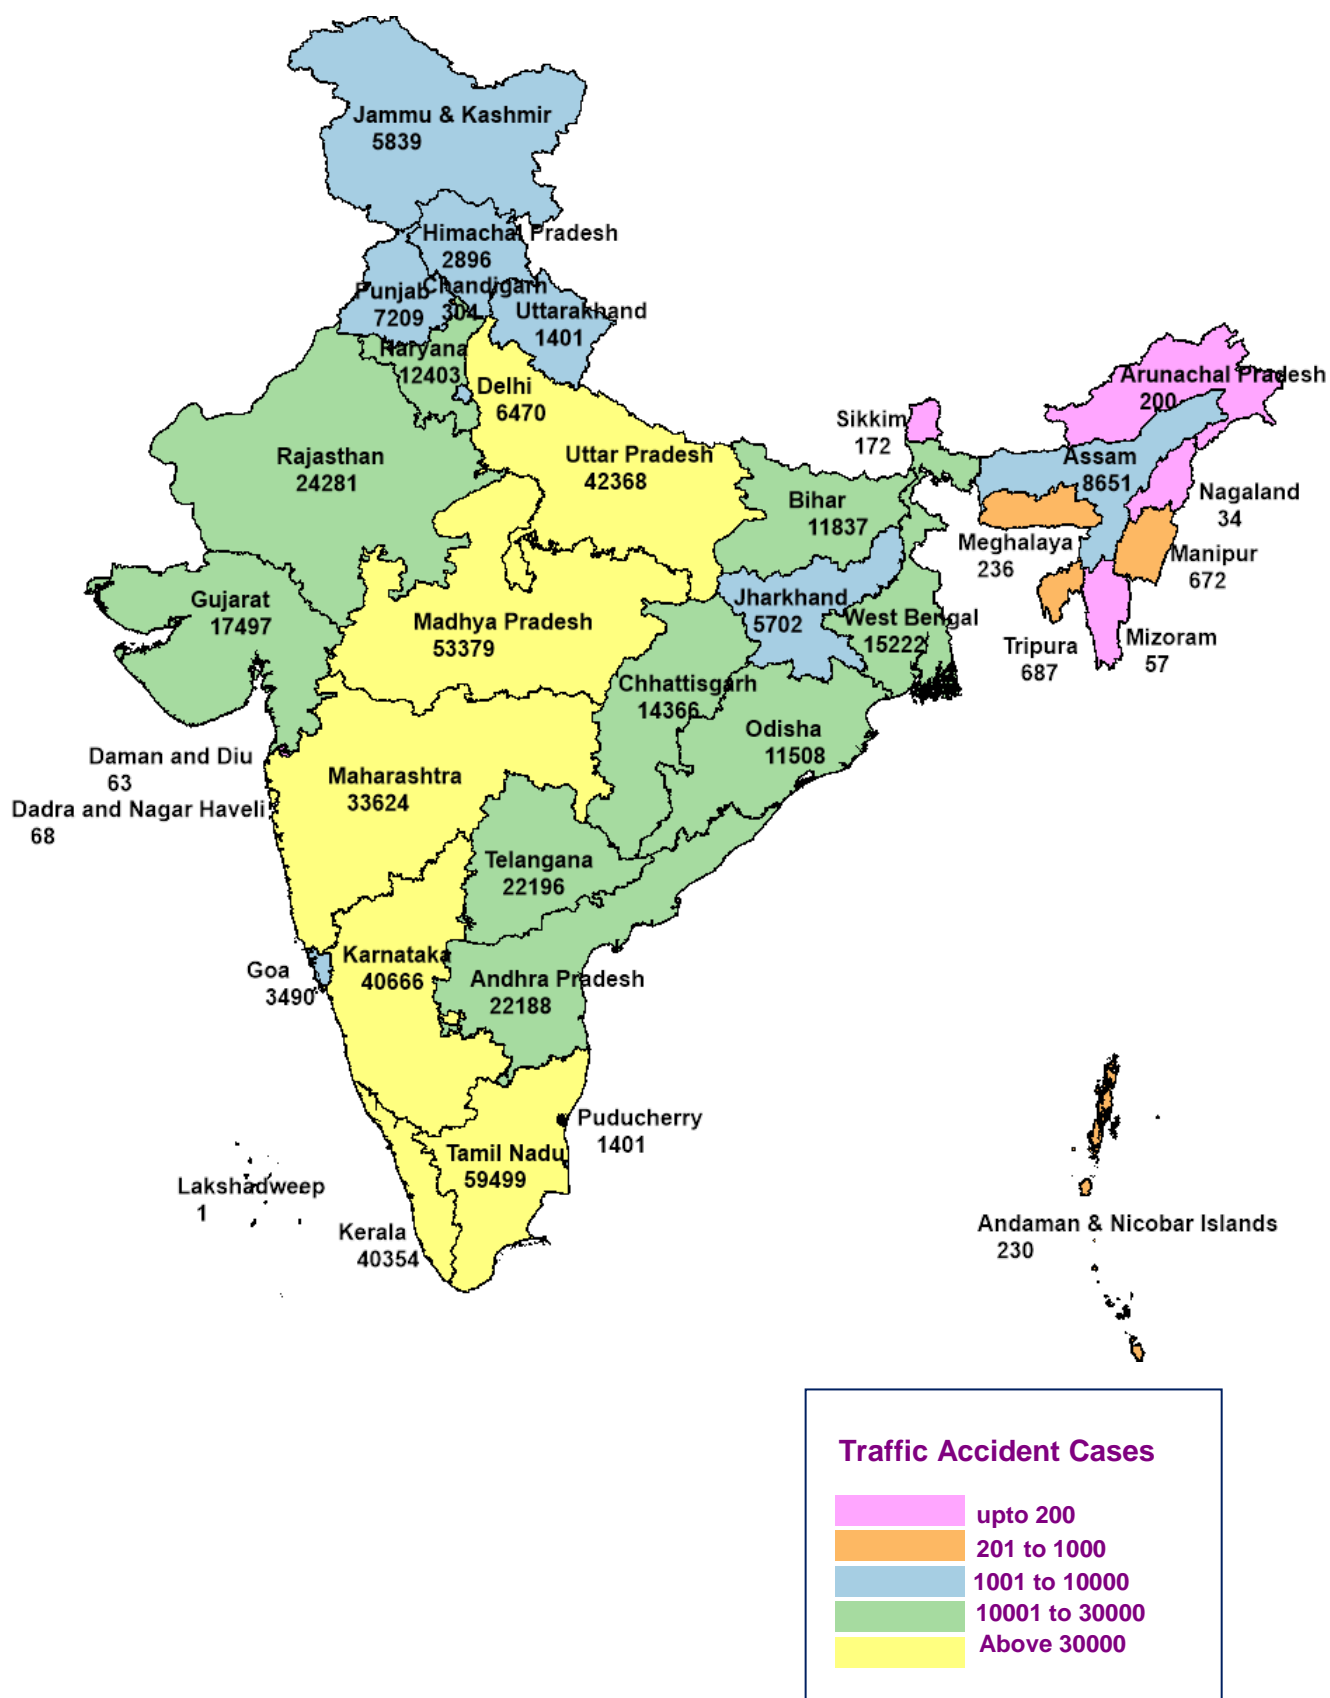 Jammu & Kashmir
5839
Himachal Pradesh
2896
Chandigarh
304
Punjab
7209
Uttarakhand
1401
Haryana
12403
Delhi
6470
Arunachal Pradesh
200
Sikkim
172
Rajasthan
24281
Uttar Pradesh
42368
Assam
8651
Bihar
11837
Nagaland
34
Meghalaya
236
Manipur
672
Gujarat
17497
Jharkhand
5702
Madhya Pradesh
53379
West Bengal
15222
Tripura
687
Mizoram
57
Chhattisgarh
14366
Odisha
11508
Daman and Diu
63
Maharashtra
33624
Dadra and Nagar Haveli
68
Telangana
22196
Karnataka
40666
Goa
3490
Andhra Pradesh
22188
Puducherry
1401
Tamil Nadu
59499
Lakshadweep
1
Kerala
40354
Andaman & Nicobar Islands
230
Traffic Accident Cases
upto 200
201 to 1000
1001 to 10000
10001 to 30000
Above 30000